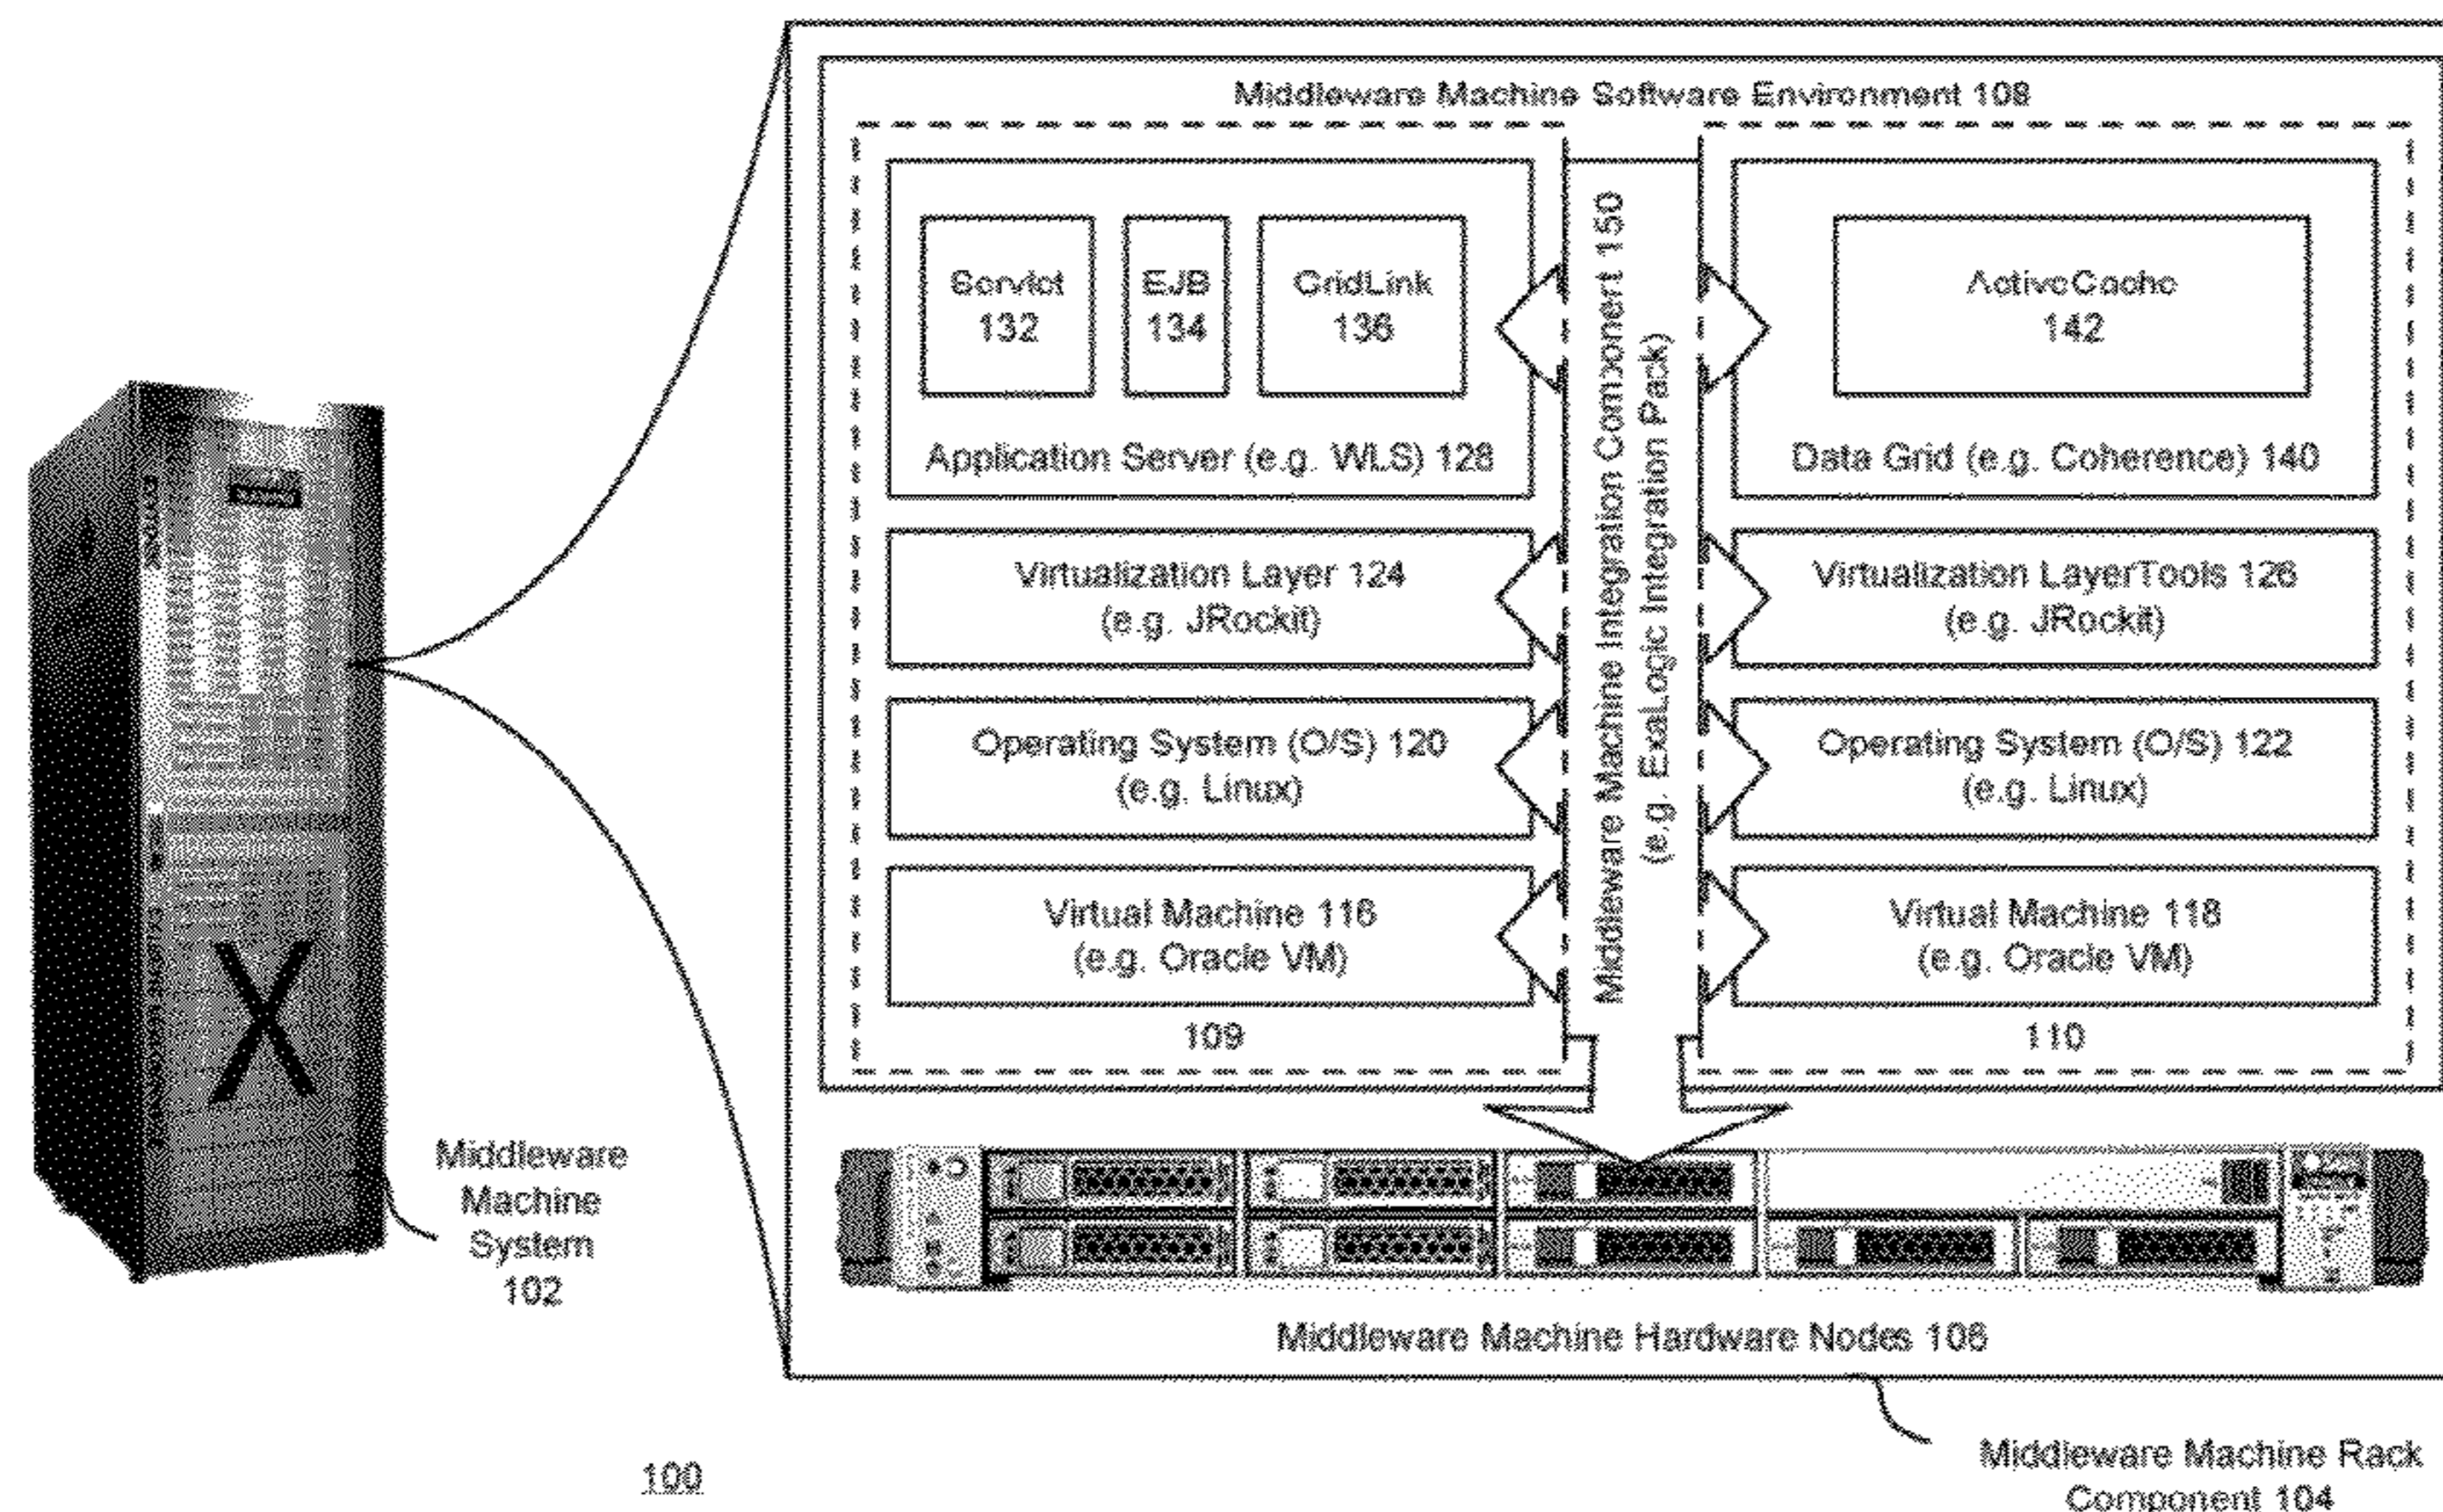 Middleware Machine Software Environment 108
Servlet
132
EJB
134
GridLink
136
Application Server (e.g. WLS) 128
ActiveCache
142
Data Grid (e.g. Coherence) 140
Middleware Machine Integration Component 150
(e.g. ExaLogic Integration Pack)
Virtualization Layer 124
(e.g. JRockit)
Virtualization LayerTools 126
(e.g. JRockit)
Operating System (O/S) 120
(e.g. Linux)
Operating System (O/S) 122
(e.g. Linux)
Virtual Machine 116
(e.g. Oracle VM)
Virtual Machine 118
(e.g. Oracle VM)
109
110
Middleware
Machine
System
102
X
Middleware Machine Hardware Nodes 106
100
Middleware Machine Rack
Component 104